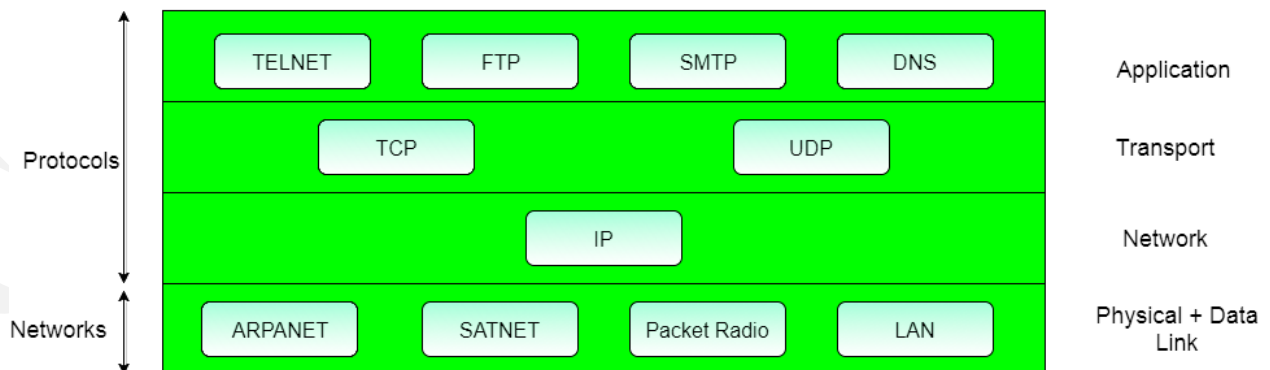 TELNET FTP SMTP DNS Application
Protocols TCP UDP Transport
IP Network
Networks ARPANET SATNET Packet Radio LAN Physical + Data
Link